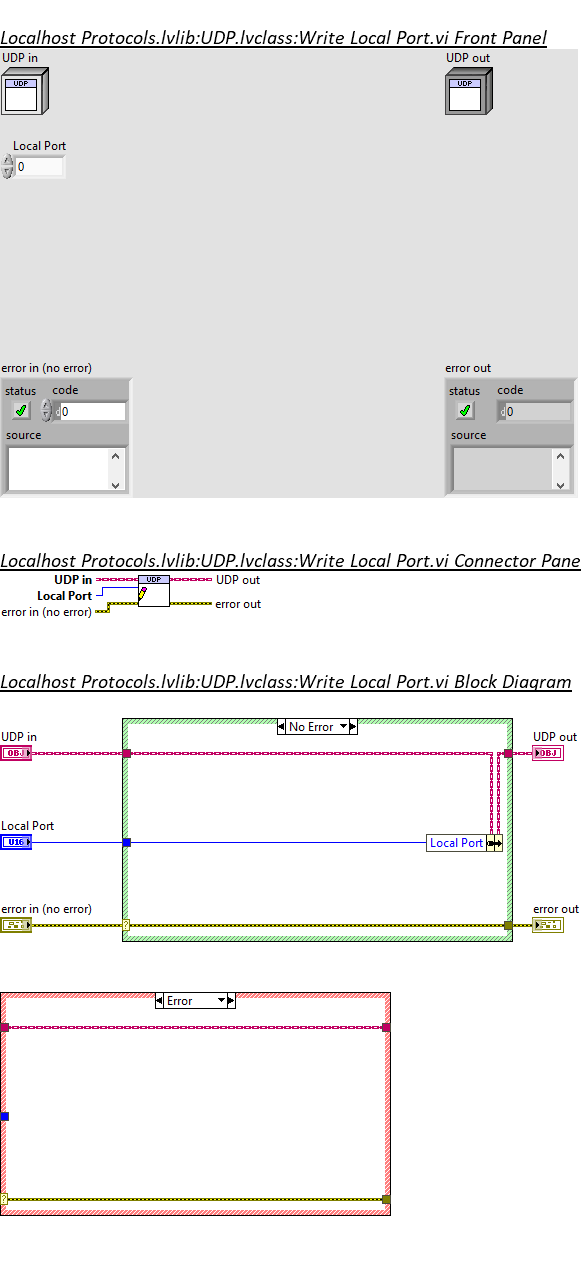 Localhost Protocols.lvlib:UDP.lvclass:Write Local Port.vi Front Panel
UDP in
UDP out
UDP
UDP
Local Port
0
error in (no error)
error out
status
code
status
code
d
0
d
0
source
source
Localhost Protocols.lvlib:UDP.lvclass:Write Local Port.vi Connector Pane
UDP in
UDP
UDP out
Local Port
error in (no error)
error out
Localhost Protocols.lvlib:UDP.lvclass:Write Local Port.vi Block Diagram
No Error
UDP in
UDP out
OBJ
OBJ
Local Port
U16
Local Port
error in (no error)
error out
?
Error
?